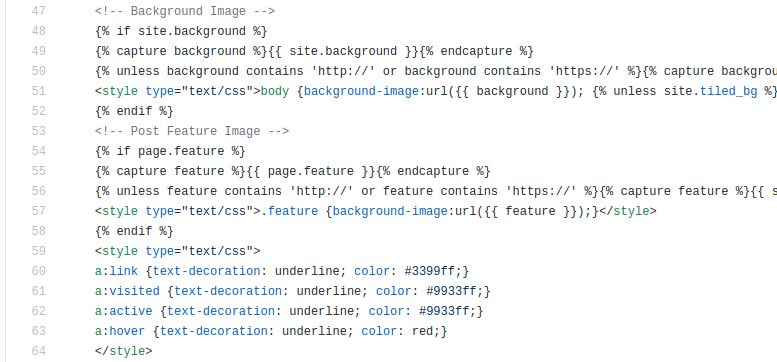 47 <!-- Background Image -->
48 {% if site.background %}
49 {% capture background %}{{ site.background }}{% endcapture %}
50 {% unless background contains 'http://' or background contains 'https://' %}{% capture backgrou
51 <style type="text/css">body {background-image:url({{ background }}); {% unless site.tiled_bg %}
52 {% endif %}
53 <!-- Post Feature Image -->
54 {% if page.feature %}
55 {% capture feature %}{{ page.feature }}{% endcapture %}
56 {% unless feature contains 'http://' or feature contains 'https://' %}{% capture feature %}{{ s
57 <style type="text/css">.feature {background-image:url({{ feature }});}</style>
58 {% endif %}
59 <style type="text/css">
60 a:link {text-decoration: underline; color: #3399ff;}
61 a:visited {text-decoration: underline; color: #9933ff;}
62 a:active {text-decoration: underline; color: #9933ff;}
63 a:hover {text-decoration: underline; color: red;}
64 </style>